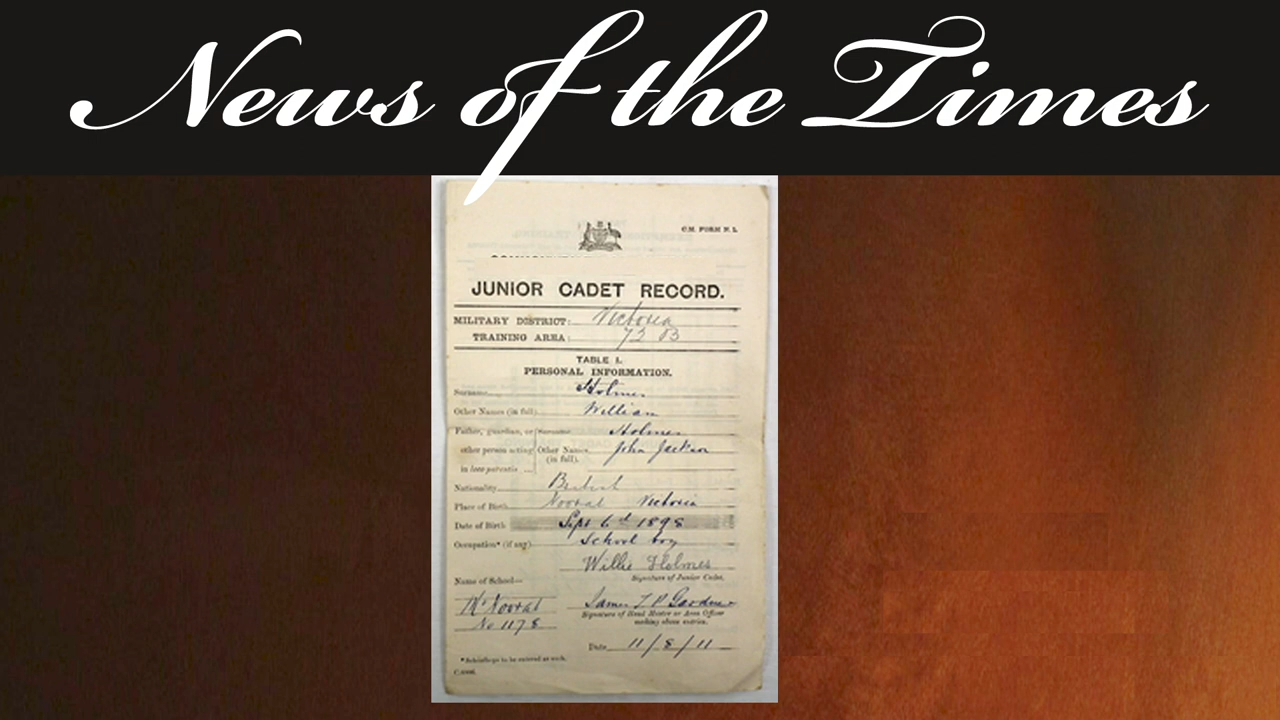 News of the Times
C.M. FORM N. 1.
JUNIOR CADET RECORD.
MILITARY DISTRICT: Victoria
TRAINING AREA: 72 B
TABLE I.
PERSONAL INFORMATION.
Surname Holmes
Other Names (in full) William
Father, guardian, or Surname Holmes
other person acting Other Names John Jackson
(in full).
in loco parentis
Nationality British
Place of Birth Noorat Victoria
Date of Birth Sept 6th 1898
Occupation* (if any) School boy
Willie Holmes
Signature of Junior Cadet.
Name of School—
Mt Noorat James Gardner
Signature of Head Master or Area Officer
No 1178 making above entries.
Date 11/8/11
*Scholarships to be entered as such.